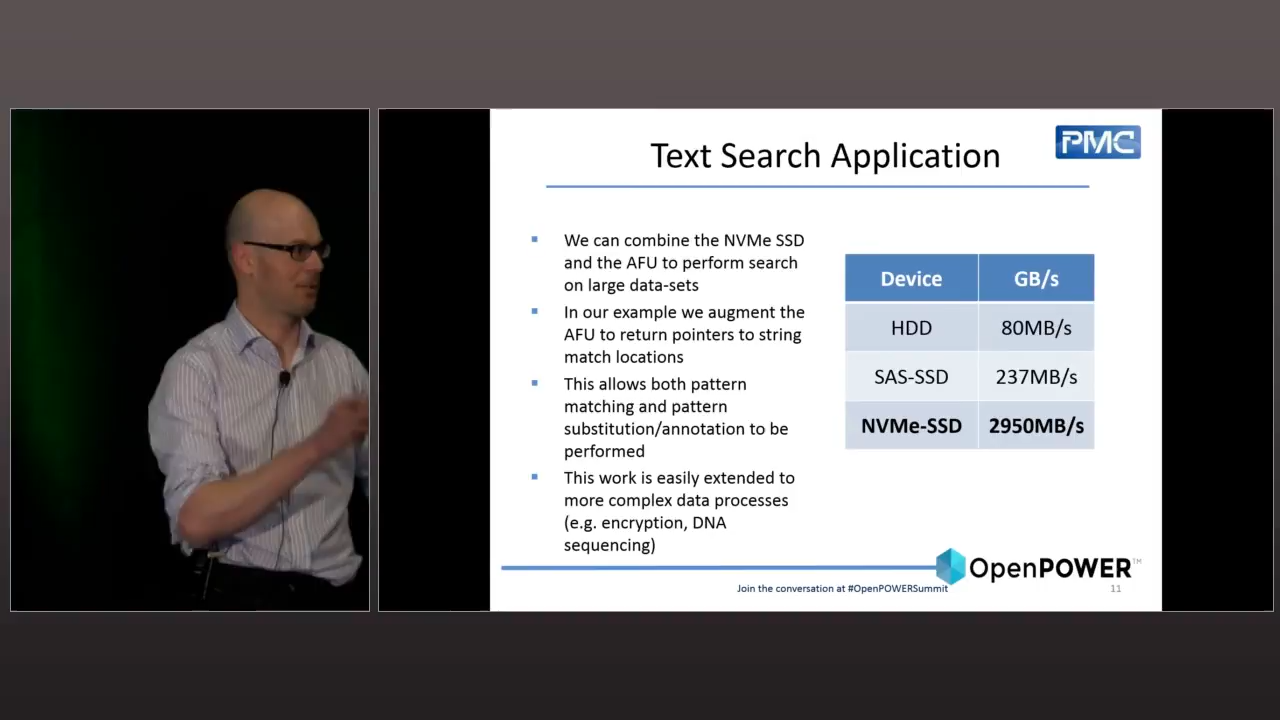 PMC
Text Search Application
We can combine the NVMe SSD
and the AFU to perform search
on large data-sets
In our example we augment the
AFU to return pointers to string
match locations
This allows both pattern
matching and pattern
substitution/annotation to be
performed
This work is easily extended to
more complex data processes
(e.g. encryption, DNA
sequencing)
Device GB/s
HDD 80MB/s
SAS-SSD 237MB/s
NVMe-SSD 2950MB/s
OpenPOWER™
Join the conversation at #OpenPOWERSummit
11